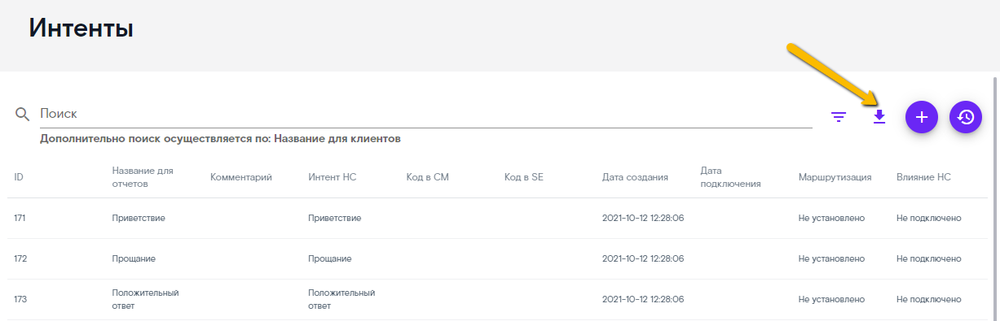 Интенты
Поиск
Дополнительно поиск осуществляется по: Название для клиентов
ID
Название для
отчетов
Комментарий
Интент НС
Код в СМ
Код в SE
Дата создания
Дата
подключения
Маршрутизация
Влияние НС
171
Приветствие
Приветствие
2021-10-12 12:28:06
Не установлено
Не подключено
172
Прощание
Прощание
2021-10-12 12:28:06
Не установлено
Не подключено
173
Положительный
ответ
Положительный
ответ
2021-10-12 12:28:06
Не установлено
Не подключено